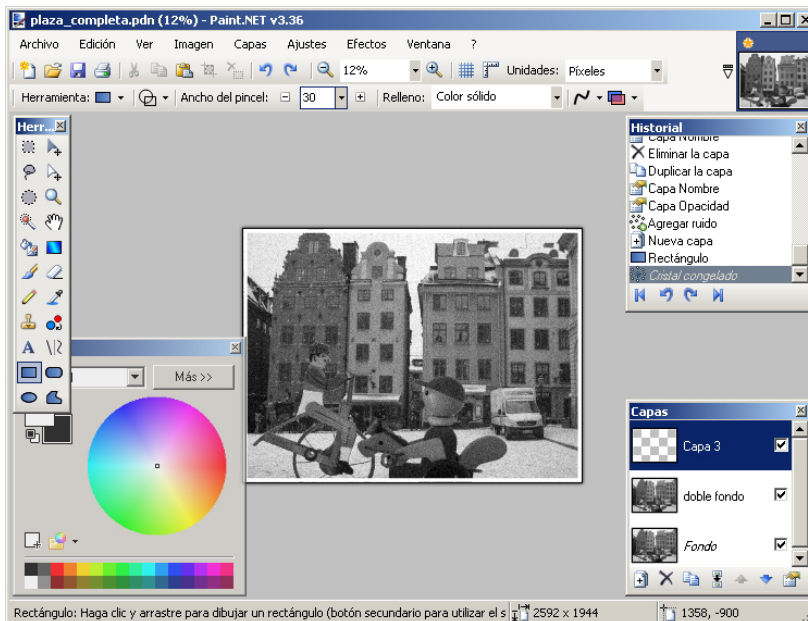 plaza_completa.pdn (12%) - Paint.NET v3.36
Archivo Edición Ver Imagen Capas Ajustes Efectos Ventana ?
12% Unidades: Píxeles
Herramienta: Ancho del pincel: 30 Relleno: Color sólido
Herr...
Historial
Capa Nombre
Eliminar la capa
Duplicar la capa
Capa Nombre
Capa Opacidad
Agregar ruido
Nueva capa
Rectángulo
Cristal congelado
Más >>
Capas
Capa 3
doble fondo
Fondo
Rectángulo: Haga clic y arrastre para dibujar un rectángulo (botón secundario para utilizar el s 2592 x 1944 1358, -900